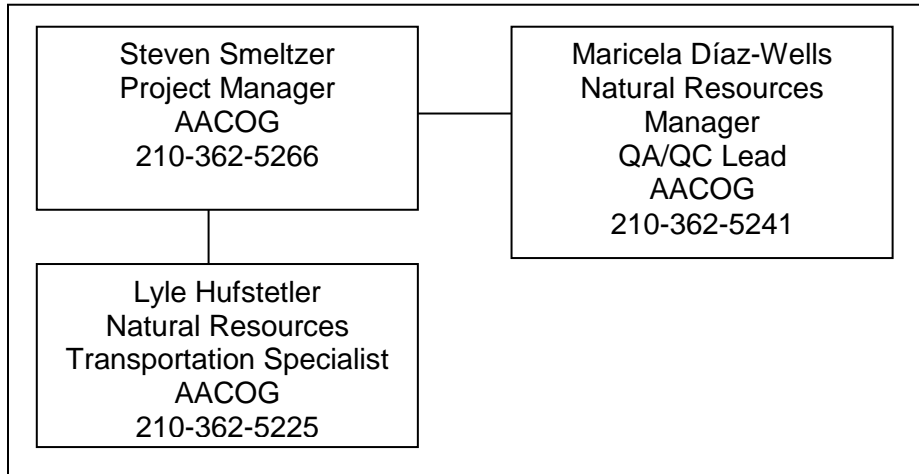 Steven Smeltzer
Project Manager
AACOG
210-362-5266
Maricela Díaz-Wells
Natural Resources
Manager
QA/QC Lead
AACOG
210-362-5241
Lyle Hufstetler
Natural Resources
Transportation Specialist
AACOG
210-362-5225